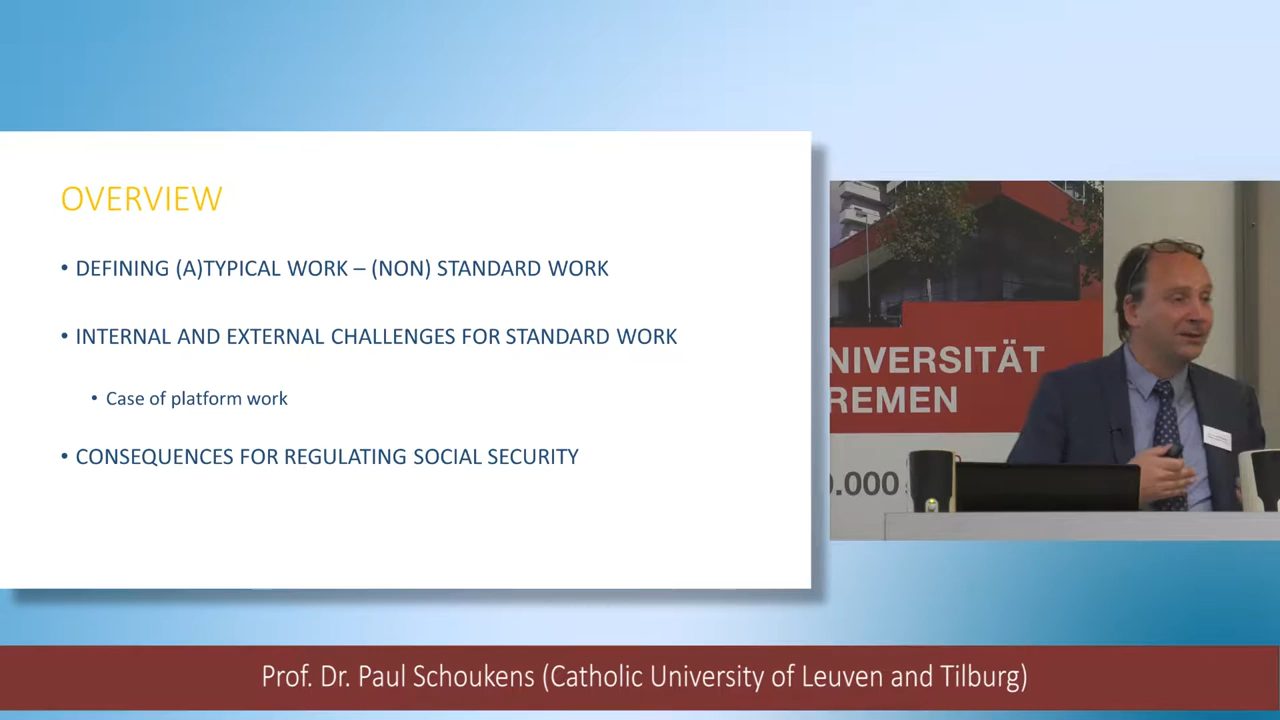 OVERVIEW
• DEFINING (A)TYPICAL WORK – (NON) STANDARD WORK
• INTERNAL AND EXTERNAL CHALLENGES FOR STANDARD WORK
• Case of platform work
• CONSEQUENCES FOR REGULATING SOCIAL SECURITY
NIVERSITÄT
REMEN
0.000
Prof. Dr. Paul Schoukens (Catholic University of Leuven and Tilburg)